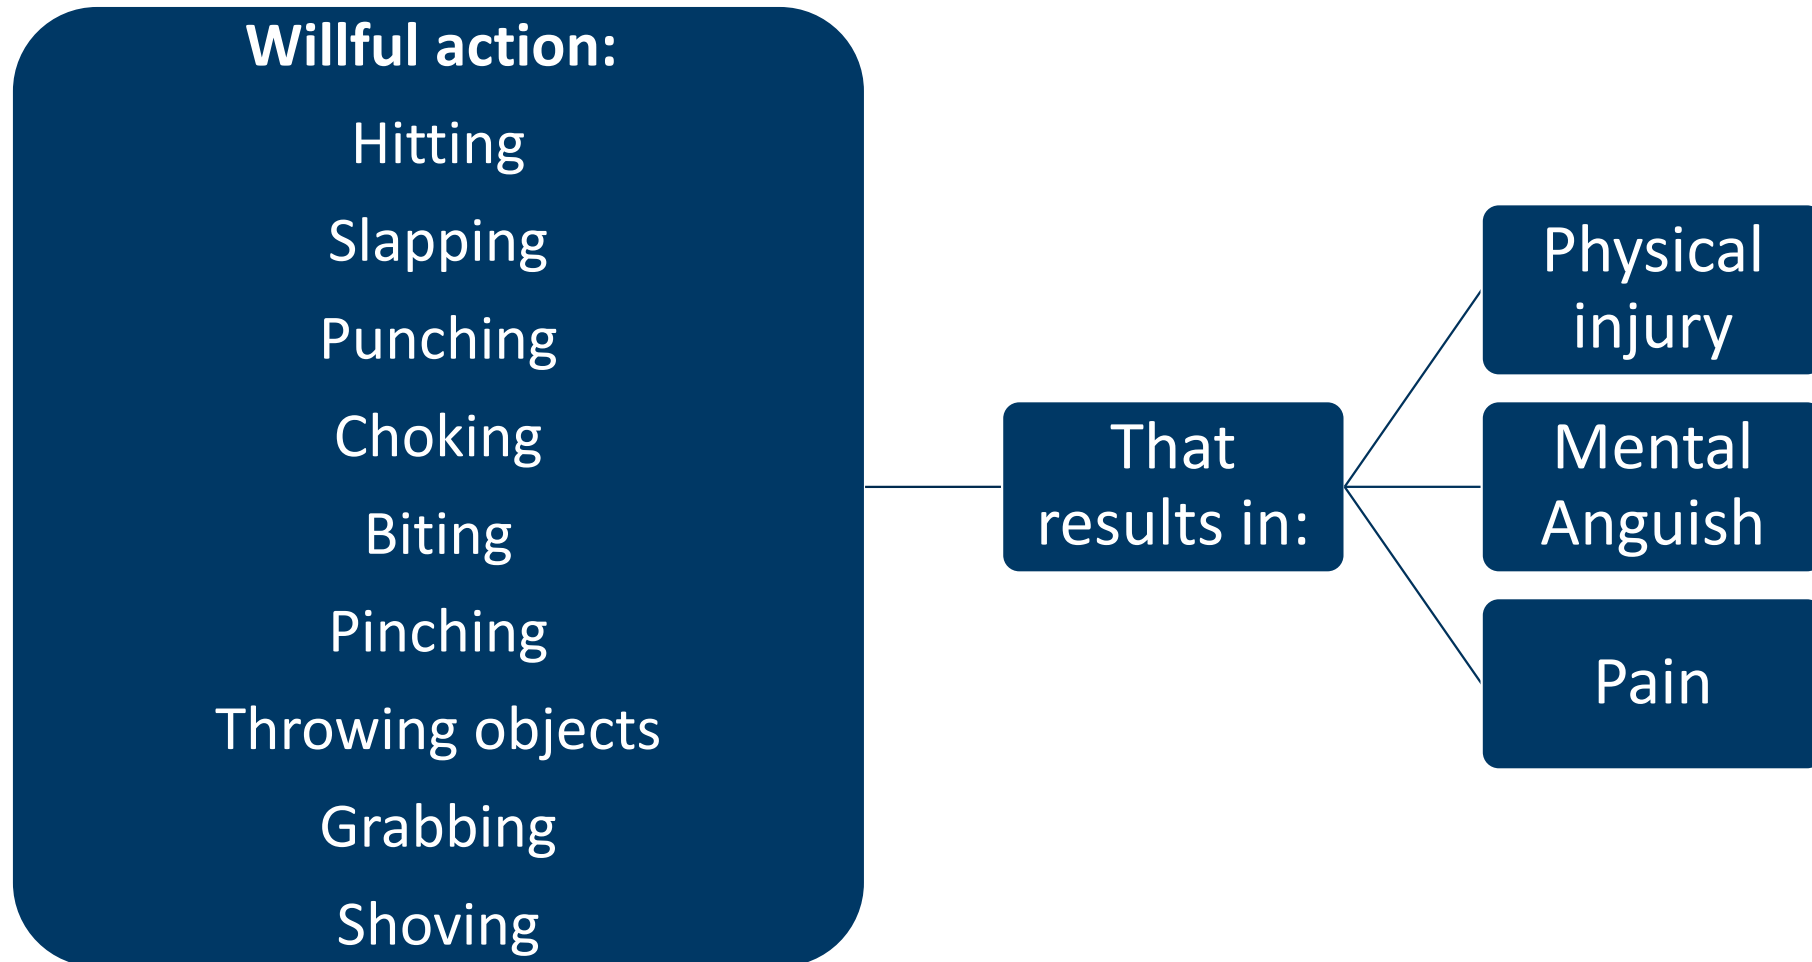 Willful action:
Hitting
Slapping
Punching
Choking
Biting
Pinching
Throwing objects
Grabbing
Shoving
That
results in:
Physical
injury
Mental
Anguish
Pain